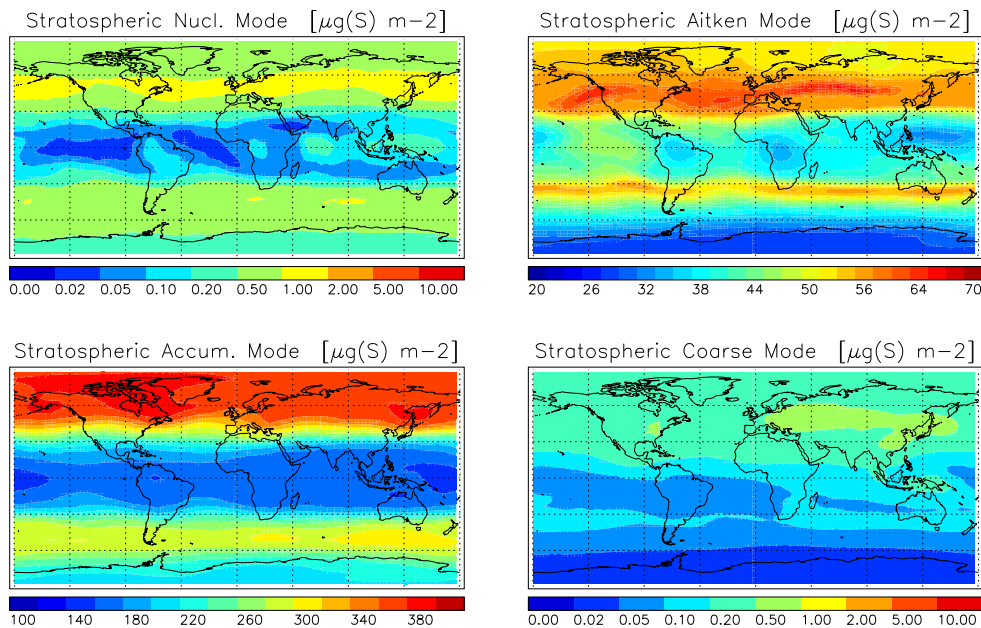 Stratospheric Nucl. Mode [μg(S) m-2]
0.00 0.02 0.05 0.10 0.20 0.50 1.00 2.00 5.00 10.00
Stratospheric Aitken Mode [μg(S) m-2]
20 26 32 38 44 50 56 64 70
Stratospheric Accum. Mode [μg(S) m-2]
100 140 180 220 260 300 340 380
Stratospheric Coarse Mode [μg(S) m-2]
0.00 0.02 0.05 0.10 0.20 0.50 1.00 2.00 5.00 10.00